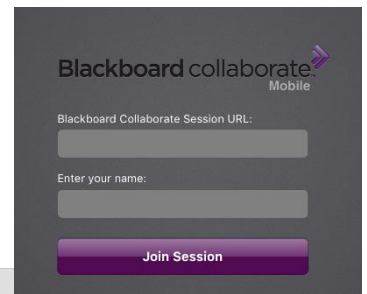 Blackboard collaborate.
Mobile
Blackboard Collaborate Session URL:
Enter your name:
Join Session